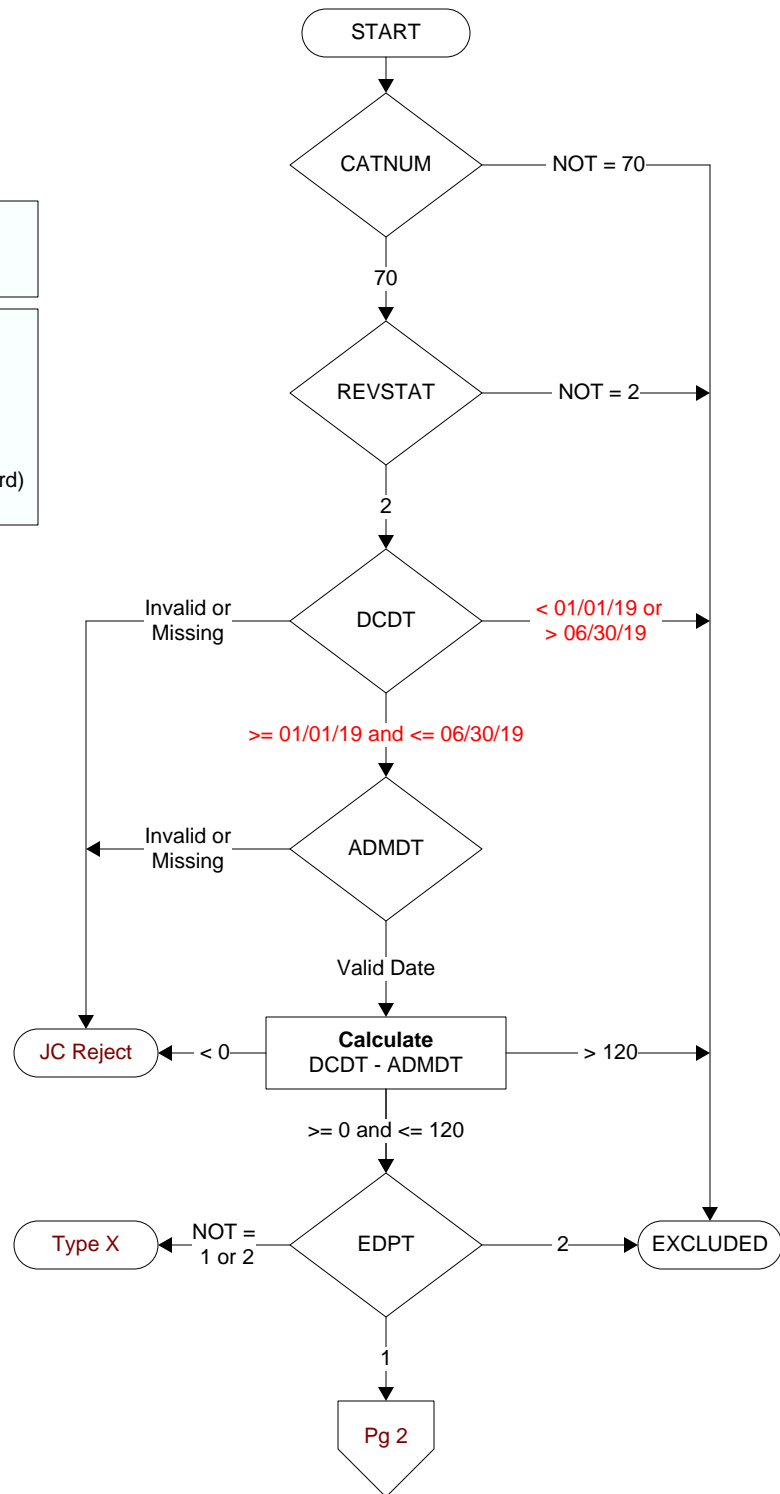 START
CATNUM
NOT = 70
70
rd)
REVSTAT
NOT = 2
2
Invalid or
Missing
DCDT
< 01/01/19 or
> 06/30/19
>= 01/01/19 and <= 06/30/19
Invalid or
Missing
ADMDT
Valid Date
JC Reject
< 0
Calculate
DCDT - ADMDT
> 120
>= 0 and <= 120
Type X
NOT =
1 or 2
EDPT
2
EXCLUDED
1
Pg 2